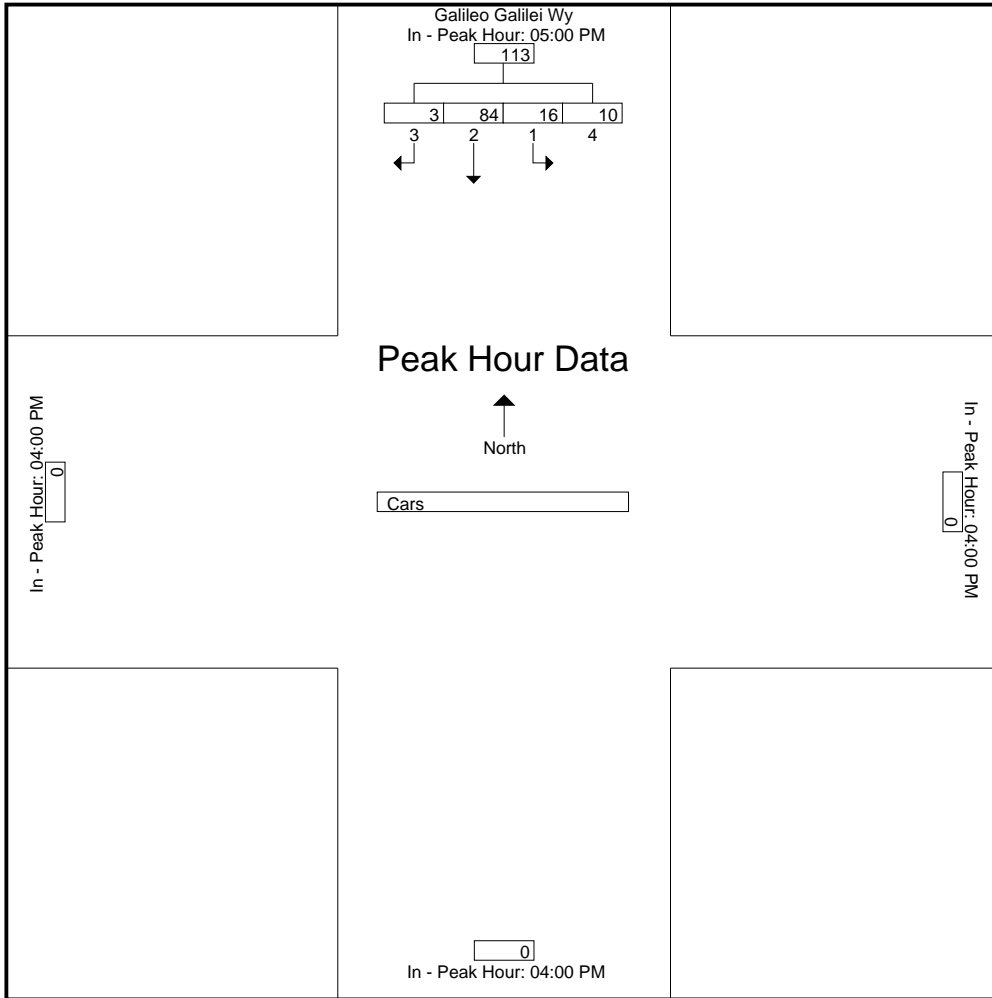 Galileo Galilei Wy
In - Peak Hour: 05:00 PM
113
3 84 16 10
3 2 1 4
Peak Hour Data
North
In - Peak Hour: 04:00 PM
0
Cars
0
In - Peak Hour: 04:00 PM
0
In - Peak Hour: 04:00 PM